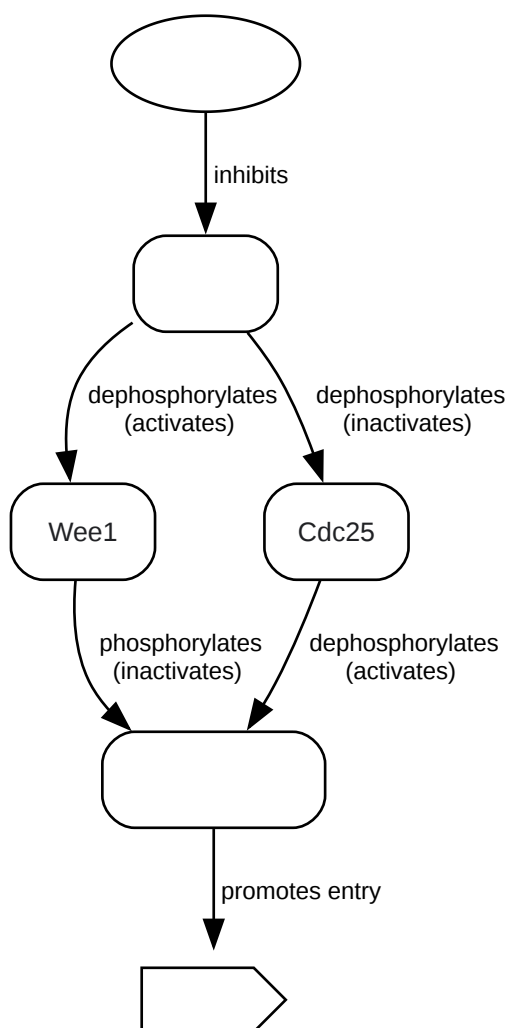 inhibits
dephosphorylates
(activates)
dephosphorylates
(inactivates)
Wee1
Cdc25
phosphorylates
(inactivates)
dephosphorylates
(activates)
promotes entry